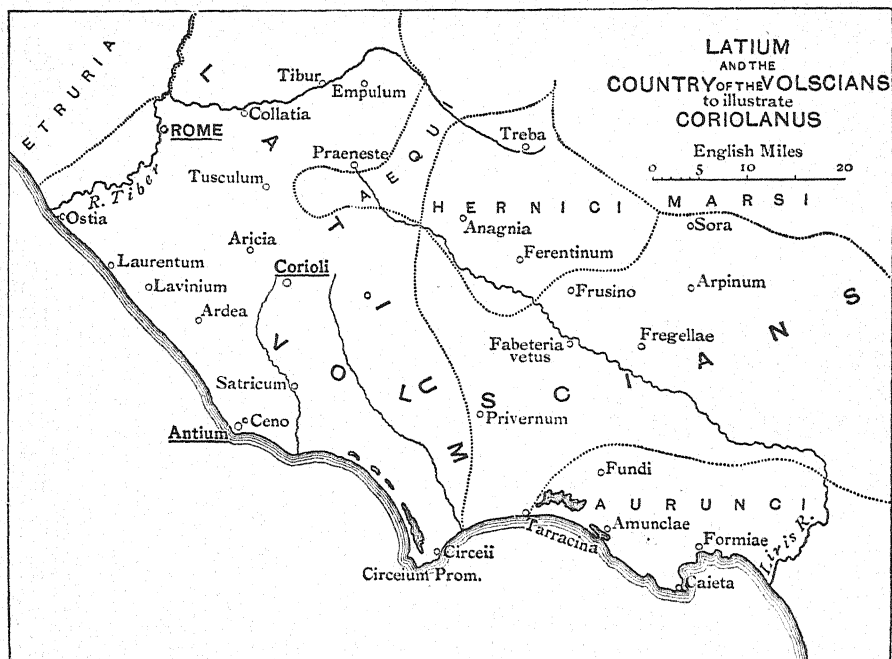 LATIUM
AND THE
COUNTRY OF THE VOLSCIANS
to illustrate
CORIOLANUS
English Miles
0 5 10 20
ETRURIA
LATIUM
Tibur
Empulum
Collatia
ROME
AEQUI
Treba
Praeneste
R. Tiber
Tusculum
HERNICI
MARSI
Ostia
Anagnia
Sora
Aricia
Ferentinum
Laurentum
Corioli
Lavinium
Frusino
Arpinum
Ardea
VOLSCIANS
Fabeteria
vetus
Fregellae
Satricum
Privernum
Ceno
Antium
Fundi
AURUNCI
Tarracina
Amunclae
Formiae
Liris R.
Circeii
Circeium Prom.
Caieta